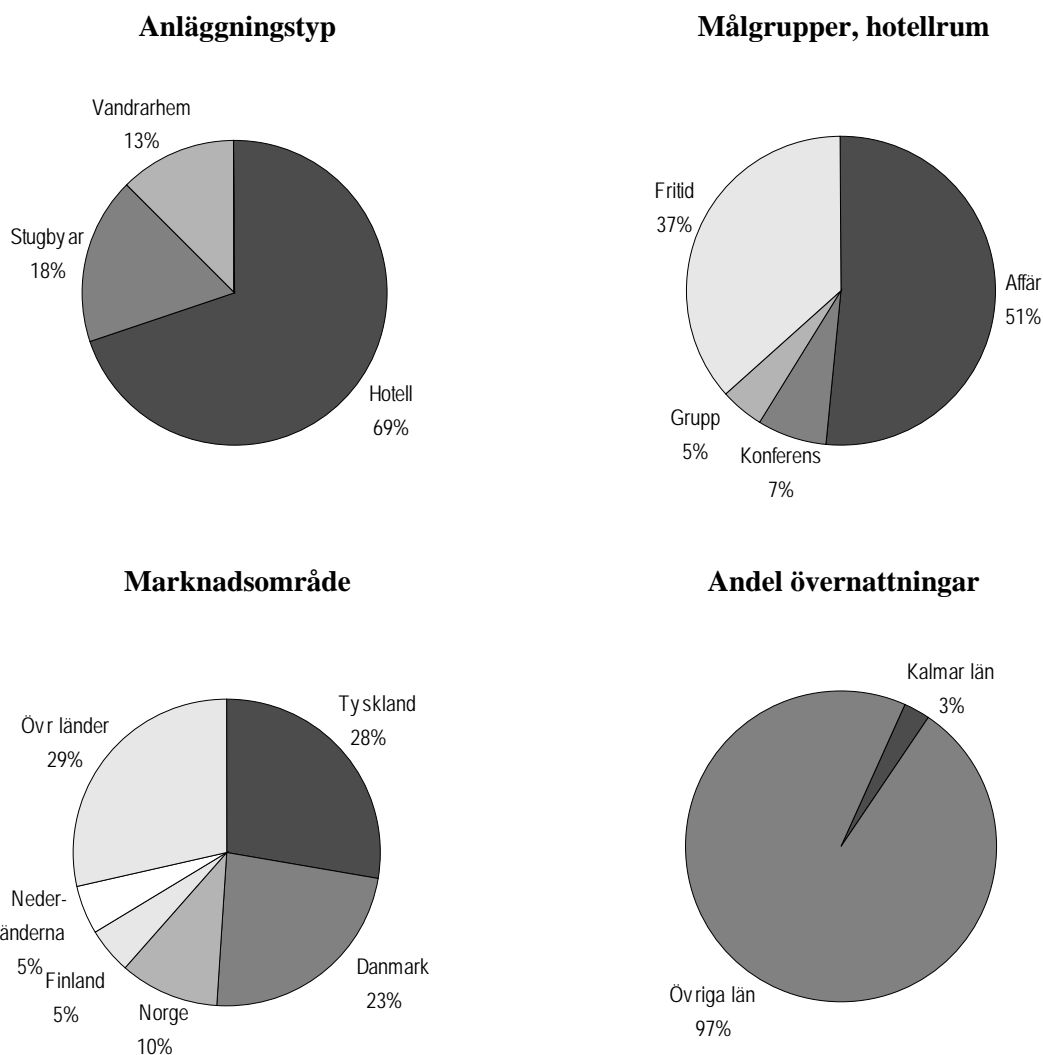 Anläggningstyp
Vandrarhem
13%
Stugbyar
18%
Hotell
69%
Målgrupper, hotellrum
Fritid
37%
Affär
51%
Grupp
5%
Konferens
7%
Marknadsområde
Övr länder
29%
Tyskland
28%
Neder-
änderna
5%
Finland
5%
Norge
10%
Danmark
23%
Andel övernattningar
Kalmar län
3%
Övriga län
97%